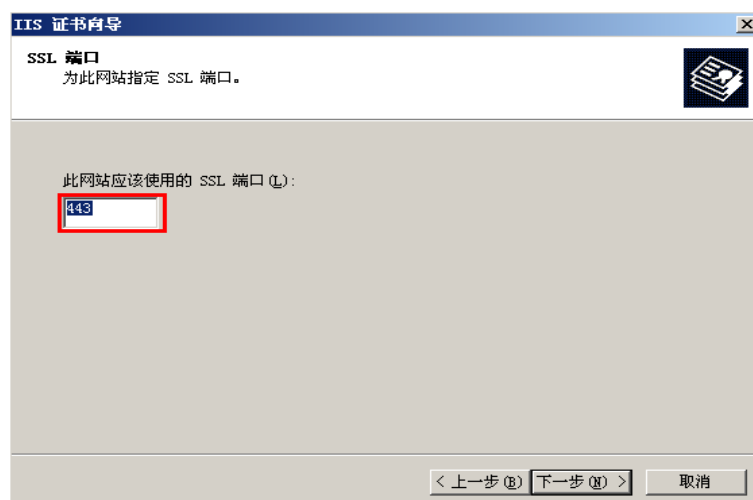 IIS 证书向导
SSL 端口
为此网站指定 SSL 端口。
此网站应该使用的 SSL 端口(L):
443
< 上一步(B) 下一步(N) > 取消